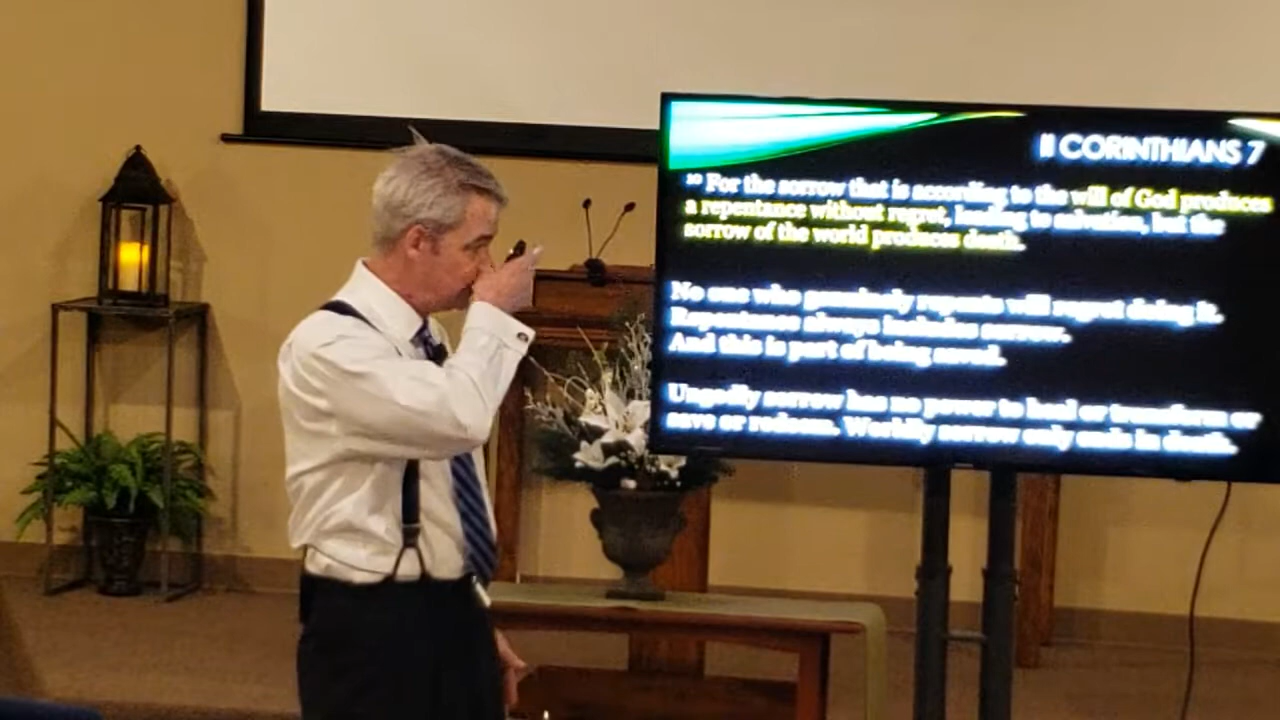 II CORINTHIANS 7
10 For the sorrow that is according to the will of God produces
a repentance without regret, leading to salvation, but the
sorrow of the world produces death.
No one who genuinely repents will regret doing it.
Repentance always includes sorrow.
And this is part of being saved.
Ungodly sorrow has no power to heal or transform or
save or redeem. Worldly sorrow only ends in death.